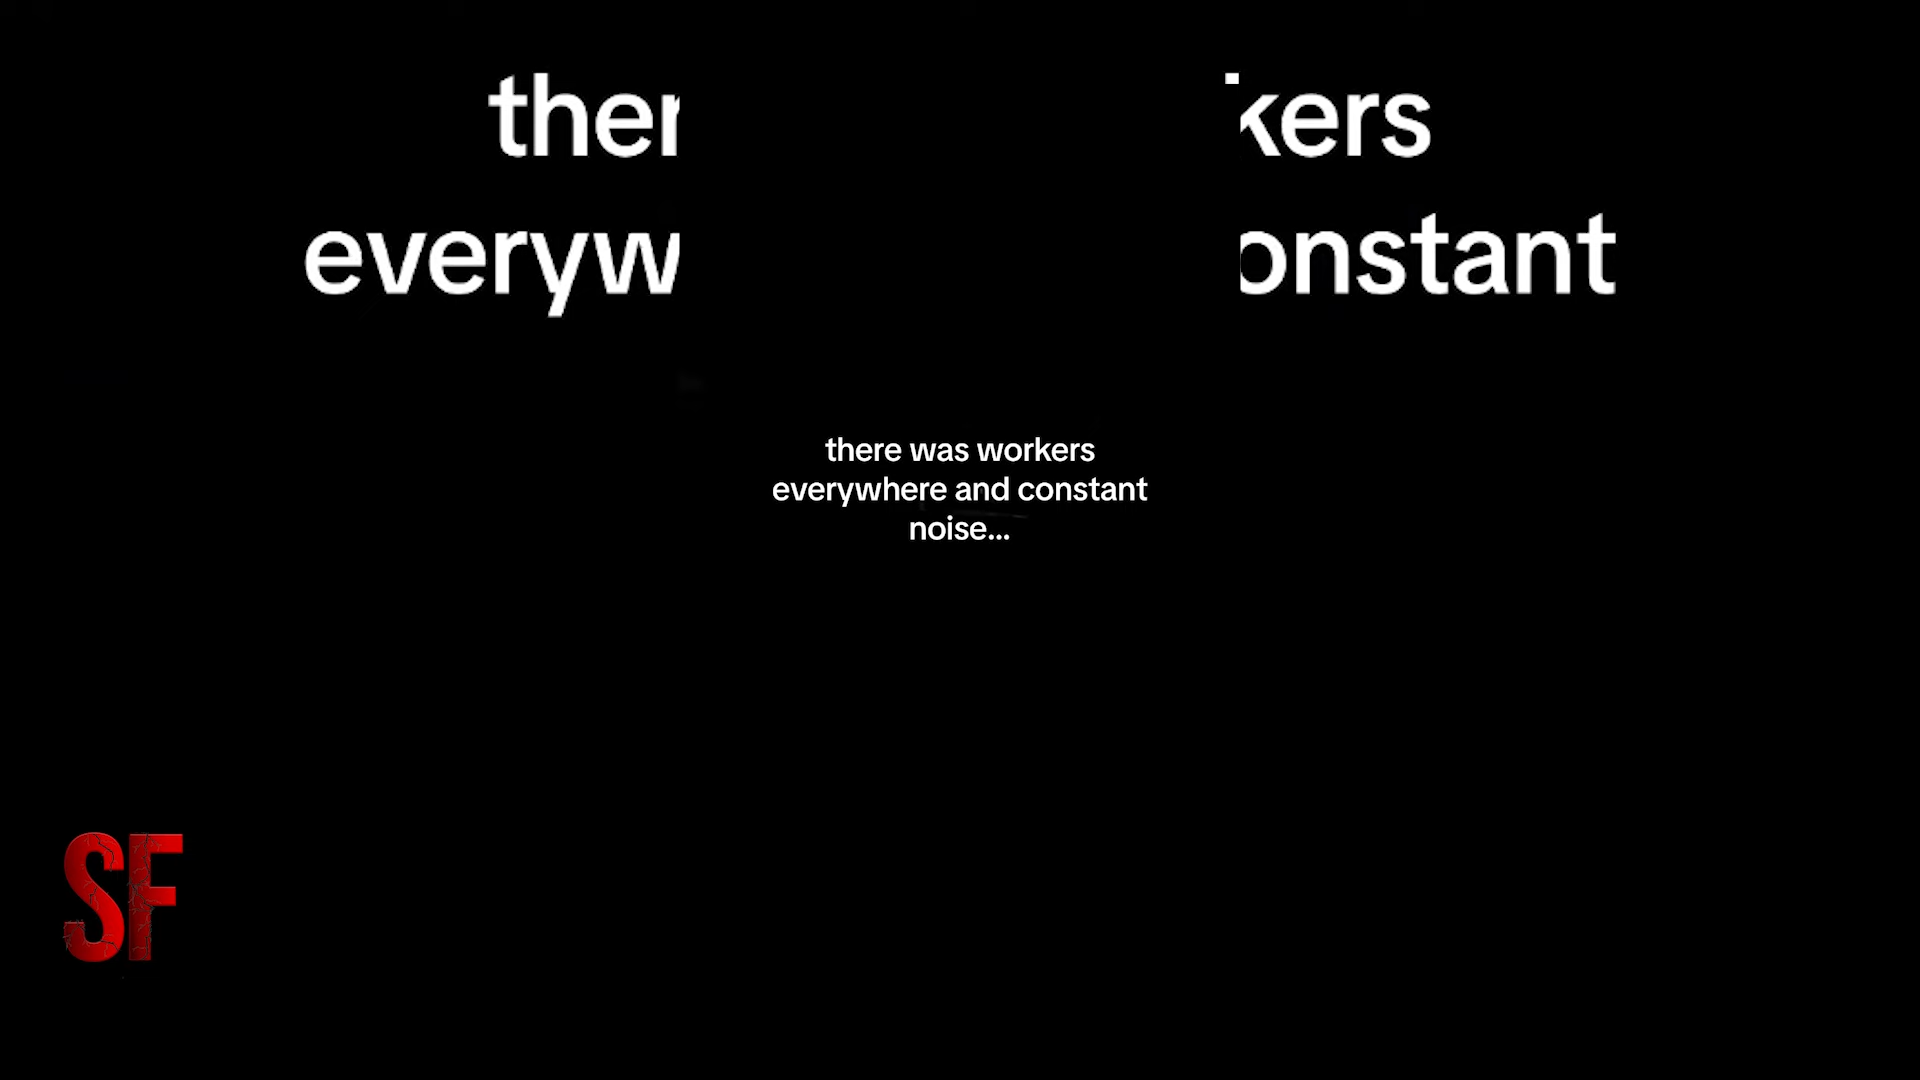 ther
kers
everyw
onstant
there was workers
everywhere and constant
noise...
SF